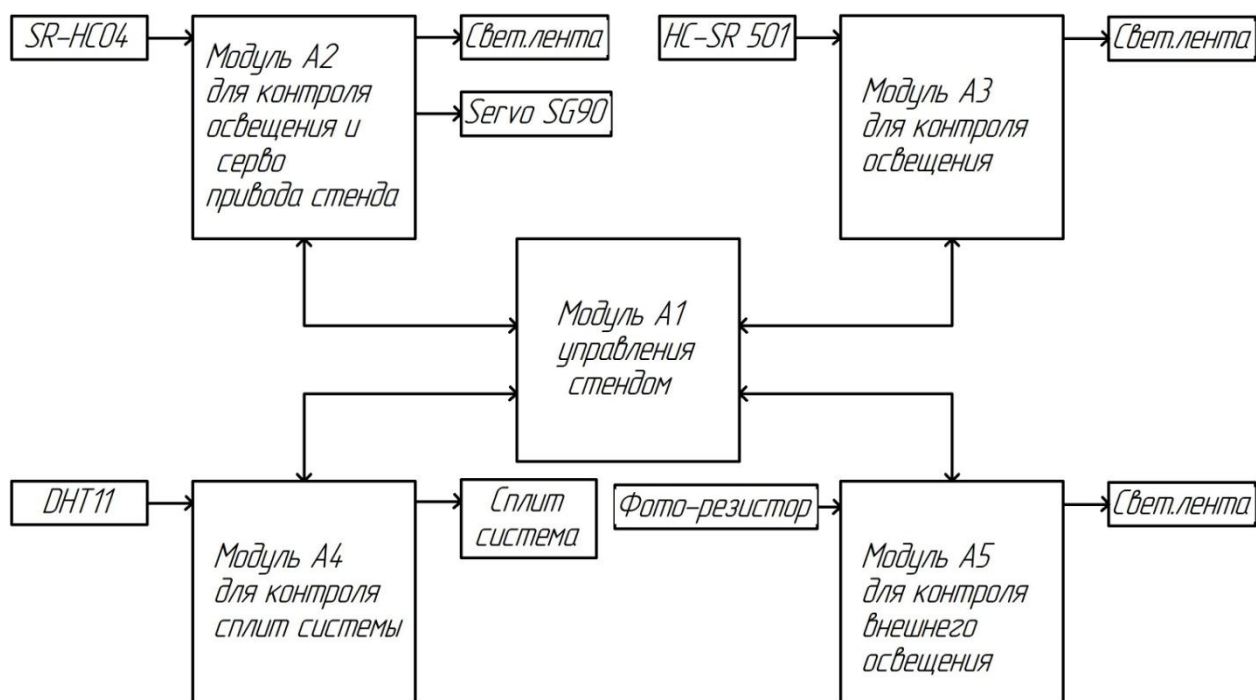 SR-HC04
Модуль А2
для контроля
освещения и
серво
привода стенда
Свет.лента
Servo SG90
HC-SR 501
Модуль А3
для контроля
освещения
Свет.лента
Модуль А1
управления
стендом
DHT11
Модуль А4
для контроля
сплит системы
Сплит
система
Фото-резистор
Модуль А5
для контроля
внешнего
освещения
Свет.лента